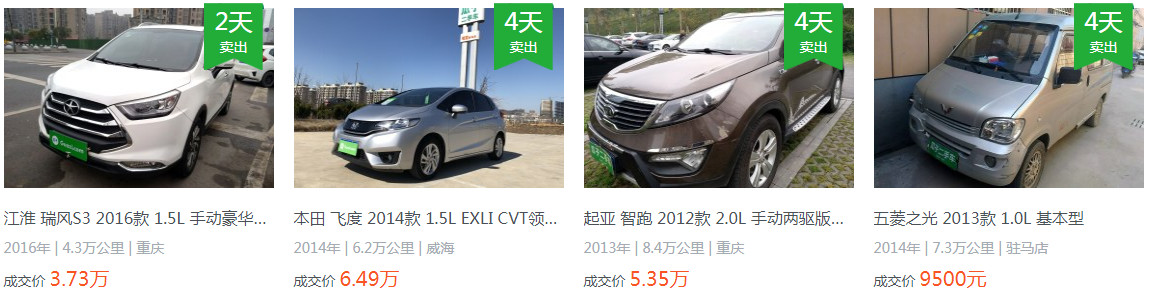 2天
卖出
4天
卖出
4天
卖出
4天
卖出
江淮 瑞风S3 2016款 1.5L 手动豪华...
2016年 | 4.3万公里 | 重庆
成交价 3.73万
本田 飞度 2014款 1.5L EXLI CVT领...
2014年 | 6.2万公里 | 威海
成交价 6.49万
起亚 智跑 2012款 2.0L 手动两驱版...
2013年 | 8.4万公里 | 重庆
成交价 5.35万
五菱之光 2013款 1.0L 基本型
2014年 | 7.3万公里 | 驻马店
成交价 9500元